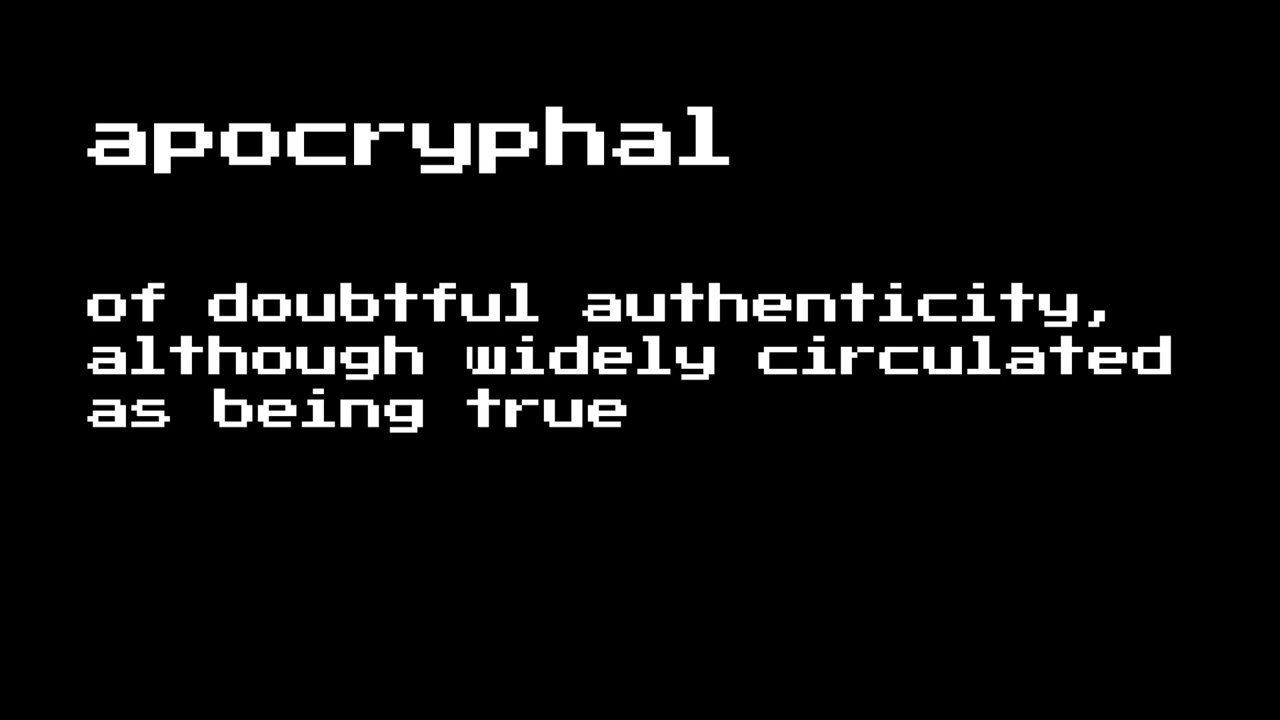 apocryphal
of doubtful authenticity,
although widely circulated
as being true